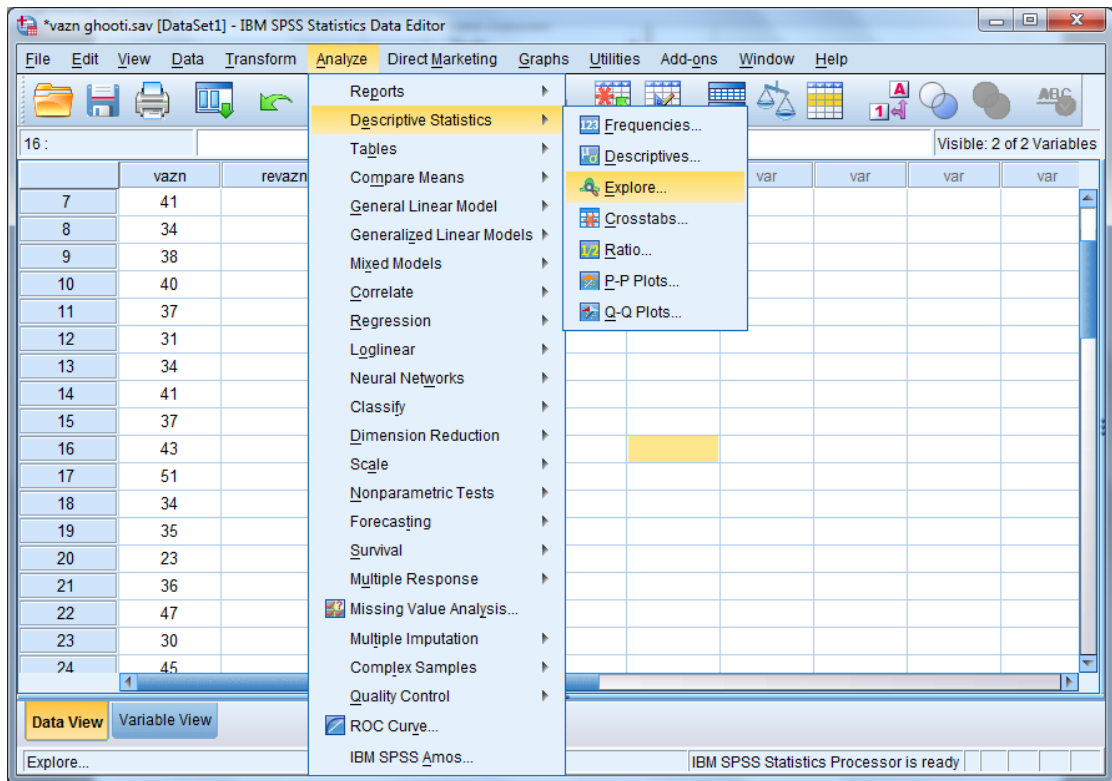 *vazn ghooti.sav [DataSet1] - IBM SPSS Statistics Data Editor
File Edit View Data Transform Analyze Direct Marketing Graphs Utilities Add-ons Window Help
16 :
Visible: 2 of 2 Variables
vazn revazn var var var var
7 41
8 34
9 38
10 40
11 37
12 31
13 34
14 41
15 37
16 43
17 51
18 34
19 35
20 23
21 36
22 47
23 30
24 45
Reports
Descriptive Statistics
Tables
Compare Means
General Linear Model
Generalized Linear Models
Mixed Models
Correlate
Regression
Loglinear
Neural Networks
Classify
Dimension Reduction
Scale
Nonparametric Tests
Forecasting
Survival
Multiple Response
Missing Value Analysis...
Multiple Imputation
Complex Samples
Quality Control
ROC Curve...
IBM SPSS Amos...
123 Frequencies...
Descriptives...
Explore...
Crosstabs...
1/2 Ratio...
P-P Plots...
Q-Q Plots...
A
1
ABC
Data View Variable View
Explore...
IBM SPSS Statistics Processor is ready